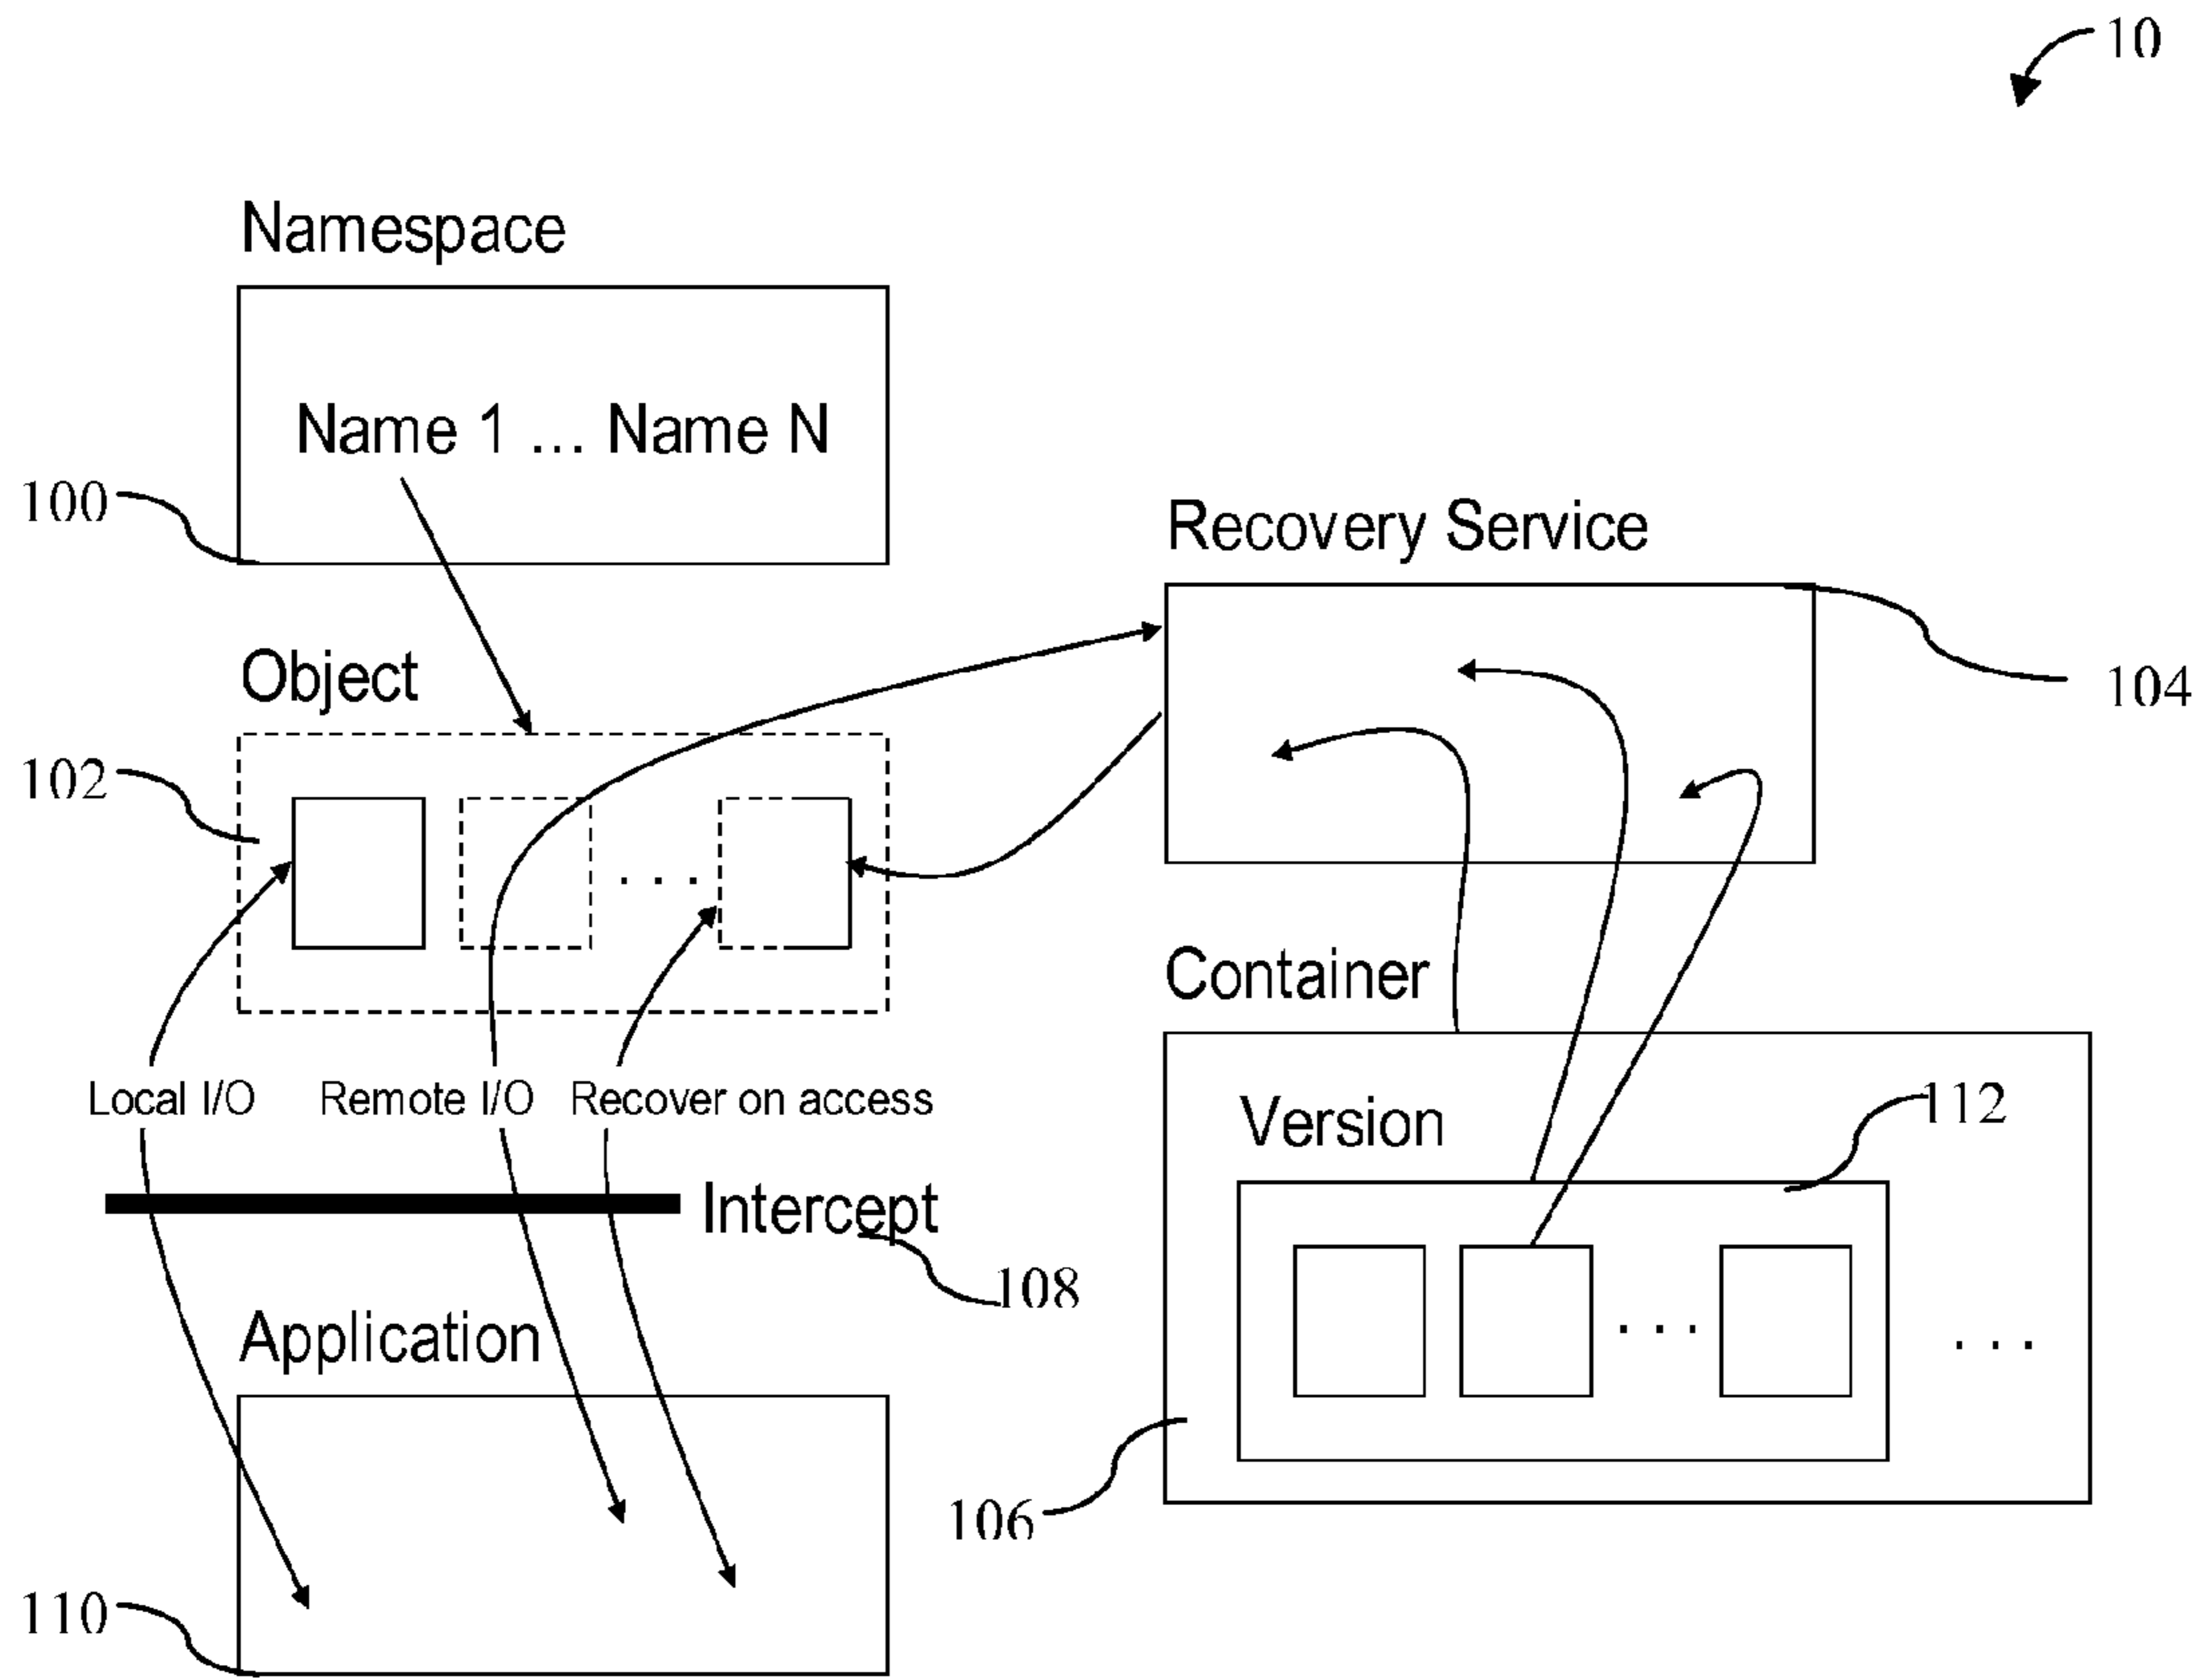 10
Namespace
Name 1 ... Name N
100
Recovery Service
104
Object
102
. . .
Container
Local I/O Remote I/O Recover on access
Version
112
Intercept
108
Application
. . .
. . .
106
110